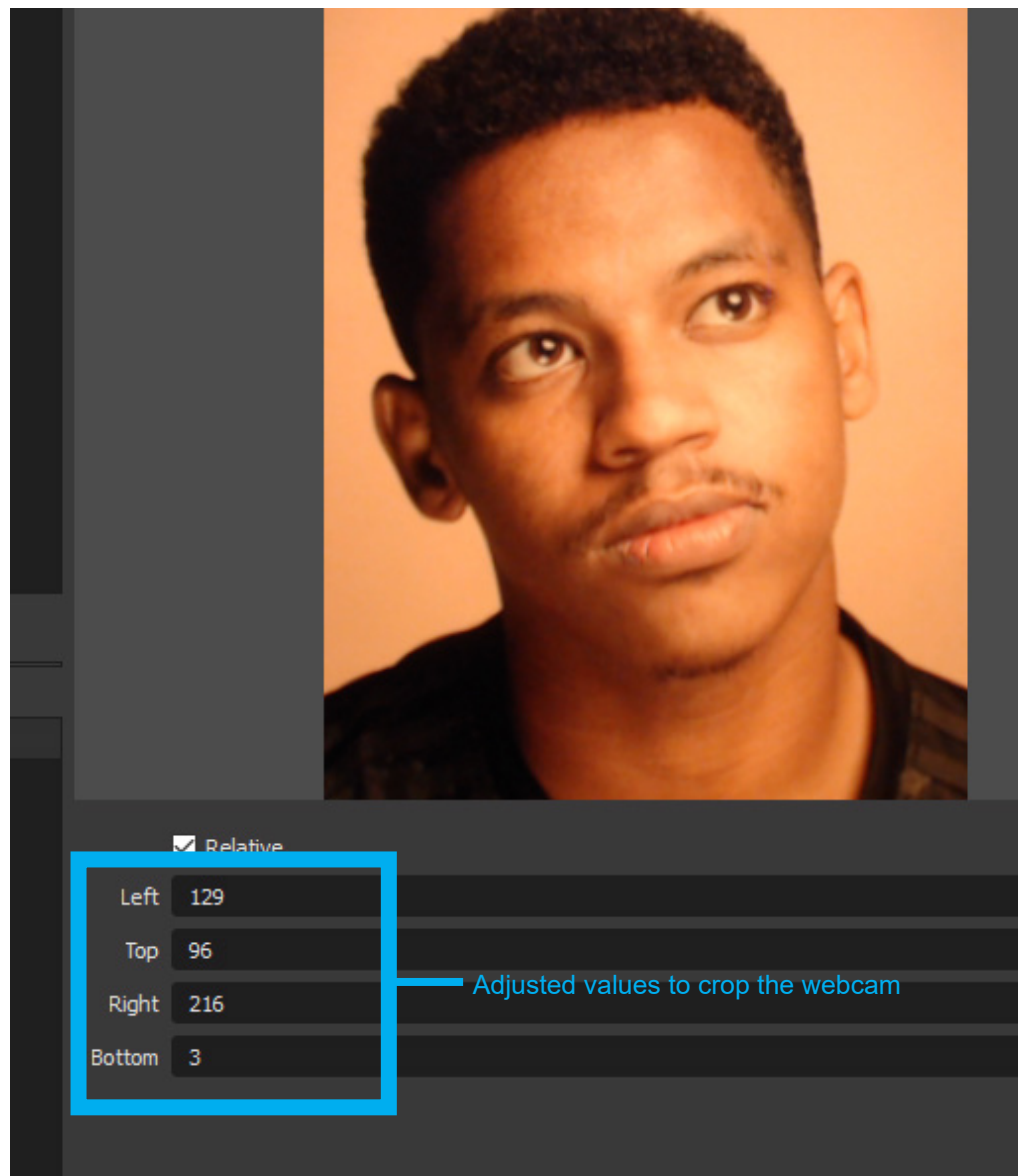 Relative
Left 129
Top 96
Right 216
Adjusted values to crop the webcam
Bottom 3